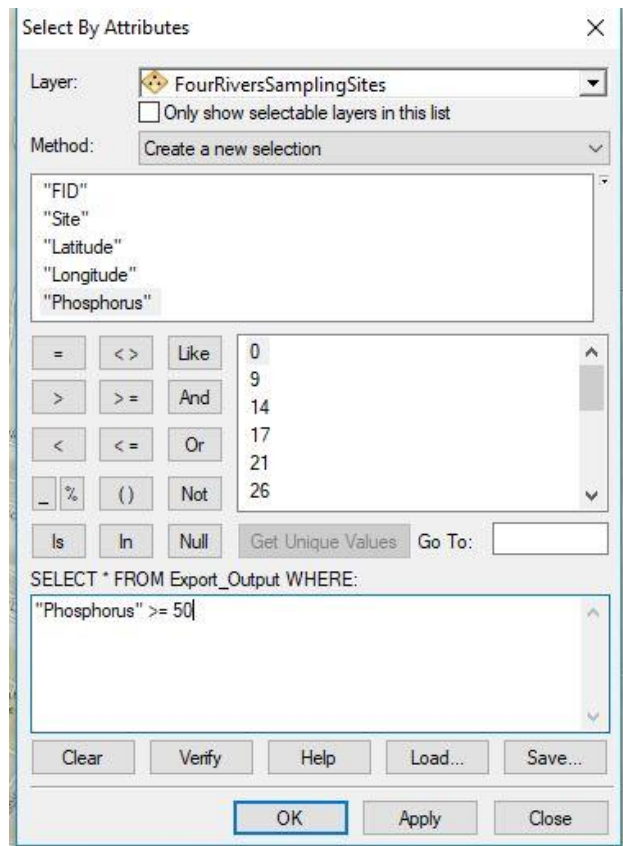 Select By Attributes
Layer: FourRiversSamplingSites
Only show selectable layers in this list
Method: Create a new selection
"FID"
"Site"
"Latitude"
"Longitude"
"Phosphorus"
= < > Like
> > = And
< < = Or
_ % ( ) Not
Is In Null
0
9
14
17
21
26
Get Unique Values Go To:
SELECT * FROM Export_Output WHERE:
"Phosphorus" >= 50
Clear Verify Help Load... Save...
OK Apply Close